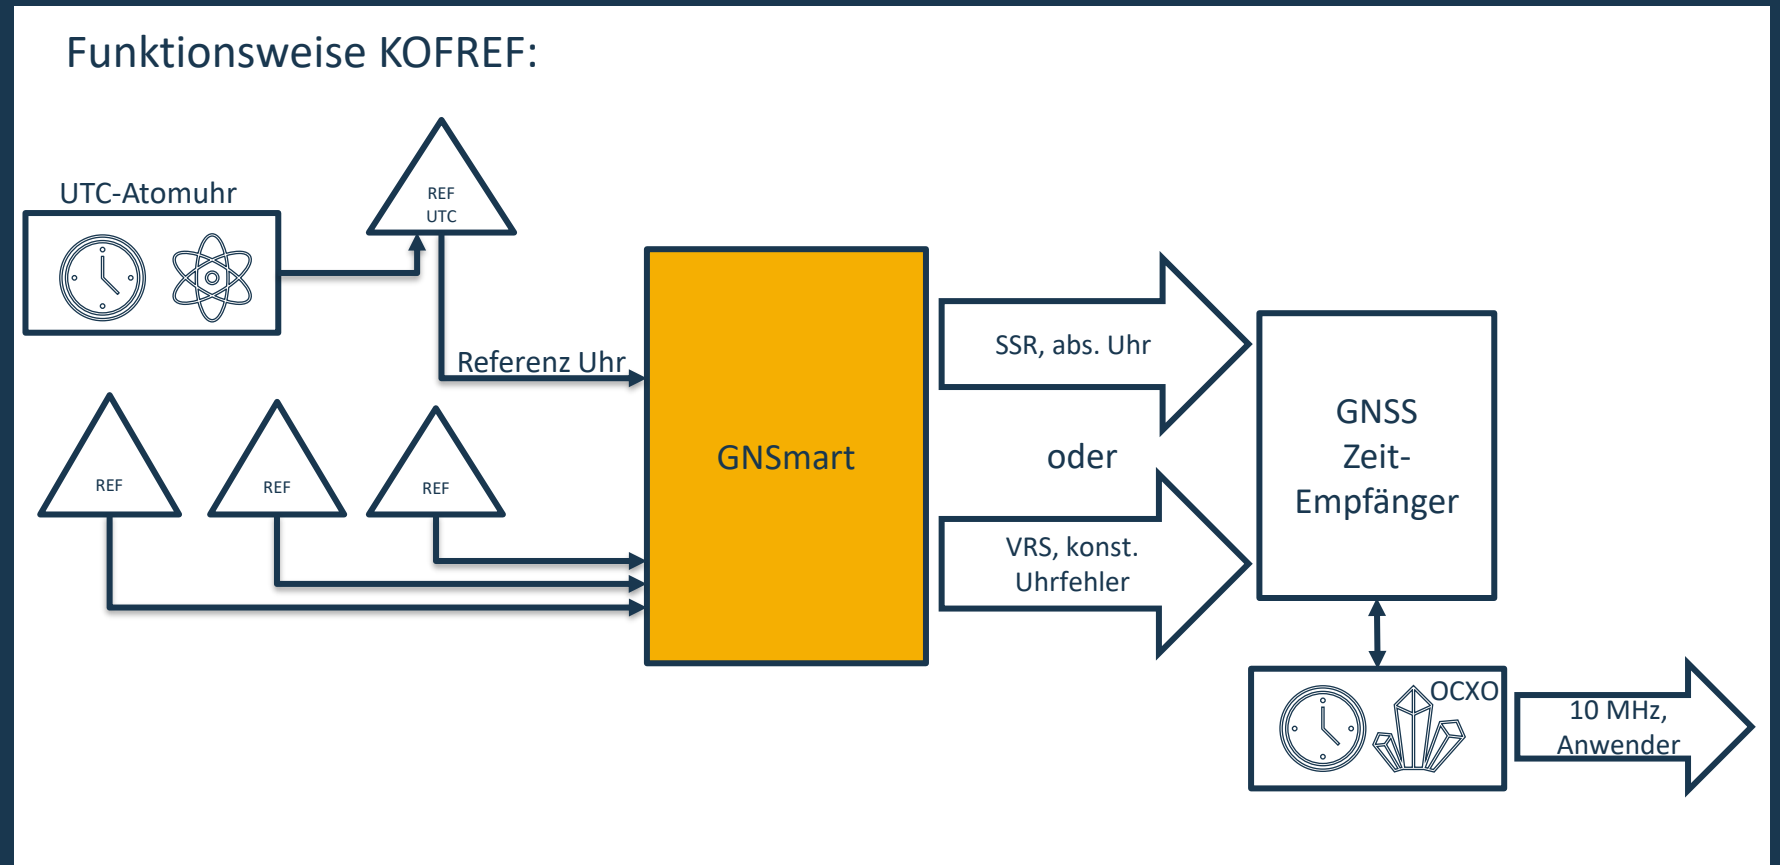 Funktionsweise KOFREF:
UTC-Atomuhr
REF
UTC
Referenz Uhr
REF
REF
REF
GNSmart
SSR, abs. Uhr
oder
VRS, konst.
Uhrfehler
GNSS
Zeit-
Empfänger
OCXO
10 MHz,
Anwender